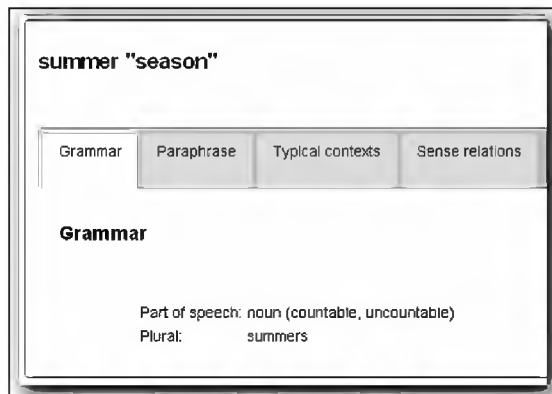 summer "season"
Grammar Paraphrase Typical contexts Sense relations
Grammar
Part of speech: noun (countable, uncountable)
Plural: summers